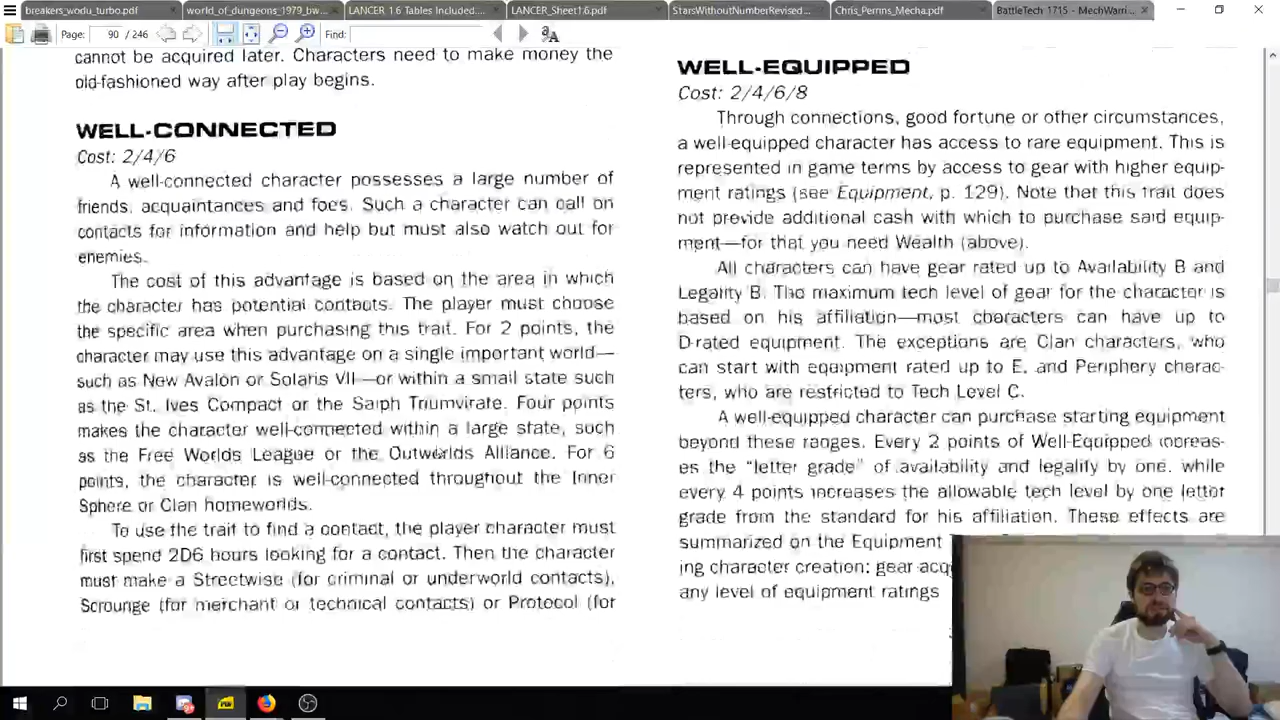 breakers_wodu_turbo.pdf
world_of_dungeons_1979_bw...
LANCER 1.6 Tables Included....
LANCER_Sheet1.6.pdf
StarsWithoutNumberRevised...
Chris_Perrins_Mecha.pdf
BattleTech 1715 - MechWarri...
Page:
90 / 246
Find:
cannot be acquired later. Characters need to make money the
old-fashioned way after play begins.
WELL-CONNECTED
Cost: 2/4/6
A well-connected character possesses a large number of
friends, acquaintances and foes. Such a character can call on
contacts for information and help but must also watch out for
enemies.
The cost of this advantage is based on the area in which
the character has potential contacts. The player must choose
the specific area when purchasing this trait. For 2 points, the
character may use this advantage on a single important world—
such as New Avalon or Solaris VII—or within a small state such
as the St. Ives Compact or the Saiph Triumvirate. Four points
makes the character well-connected within a large state, such
as the Free Worlds League or the Outworlds Alliance. For 6
points, the character is well-connected throughout the Inner
Sphere or Clan homeworlds.
To use the trait to find a contact, the player character must
first spend 2D6 hours looking for a contact. Then the character
must make a Streetwise (for criminal or underworld contacts),
Scrounge (for merchant or technical contacts) or Protocol (for
WELL-EQUIPPED
Cost: 2/4/6/8
Through connections, good fortune or other circumstances,
a well-equipped character has access to rare equipment. This is
represented in game terms by access to gear with higher equip-
ment ratings (see Equipment, p. 129). Note that this trait does
not provide additional cash with which to purchase said equip-
ment—for that you need Wealth (above).
All characters can have gear rated up to Availability B and
Legality B. The maximum tech level of gear for the character is
based on his affiliation—most characters can have up to
D-rated equipment. The exceptions are Clan characters, who
can start with equipment rated up to E, and Periphery charac-
ters, who are restricted to Tech Level C.
A well-equipped character can purchase starting equipment
beyond these ranges. Every 2 points of Well-Equipped increas-
es the "letter grade" of availability and legality by one, while
every 4 points increases the allowable tech level by one letter
grade from the standard for his affiliation. These effects are
summarized on the Equipment T
ing character creation; gear acq
any level of equipment ratings